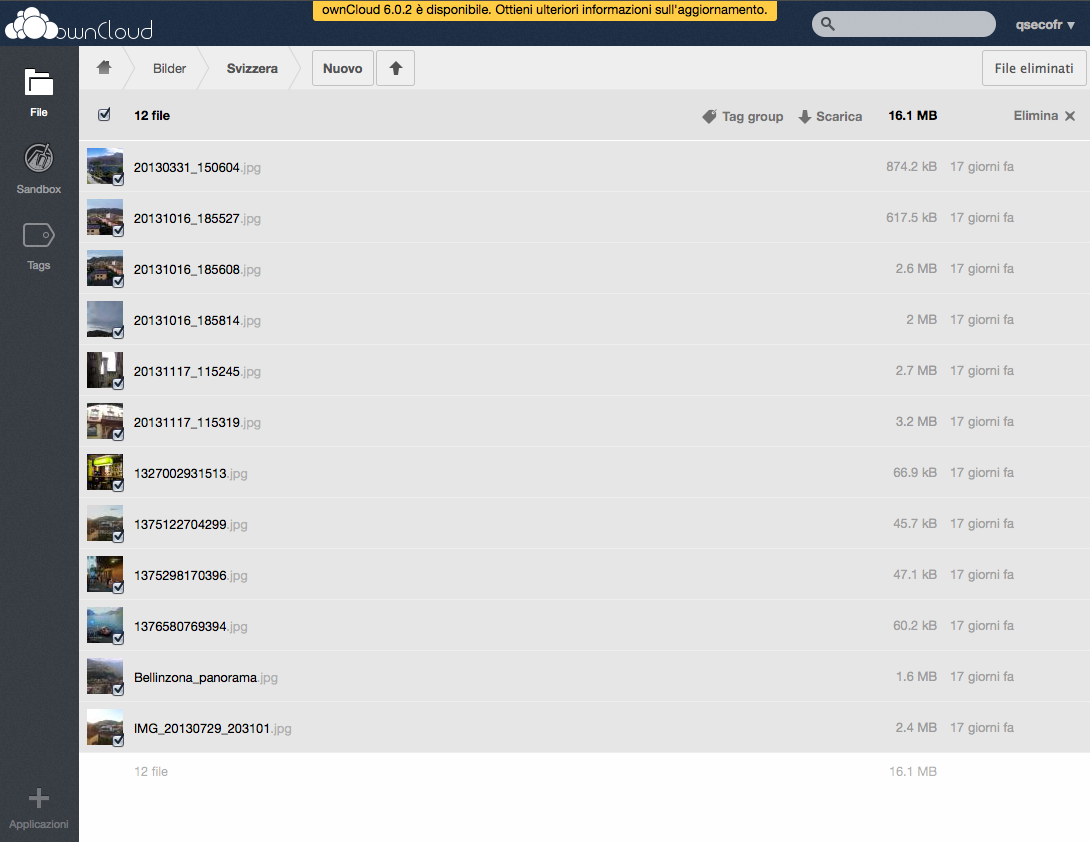 ownCloud
ownCloud 6.0.2 è disponibile. Ottieni ulteriori informazioni sull'aggiornamento.
qsecofr ▾
Bilder
Svizzera
Nuovo
File eliminati
File
Sandbox
Tags
Applicazioni
12 file Tag group Scarica 16.1 MB Elimina
20130331_150604.jpg 874.2 kB 17 giorni fa
20131016_185527.jpg 617.5 kB 17 giorni fa
20131016_185608.jpg 2.6 MB 17 giorni fa
20131016_185814.jpg 2 MB 17 giorni fa
20131117_115245.jpg 2.7 MB 17 giorni fa
20131117_115319.jpg 3.2 MB 17 giorni fa
1327002931513.jpg 66.9 kB 17 giorni fa
1375122704299.jpg 45.7 kB 17 giorni fa
1375298170396.jpg 47.1 kB 17 giorni fa
1376580769394.jpg 60.2 kB 17 giorni fa
Bellinzona_panorama.jpg 1.6 MB 17 giorni fa
IMG_20130729_203101.jpg 2.4 MB 17 giorni fa
12 file 16.1 MB